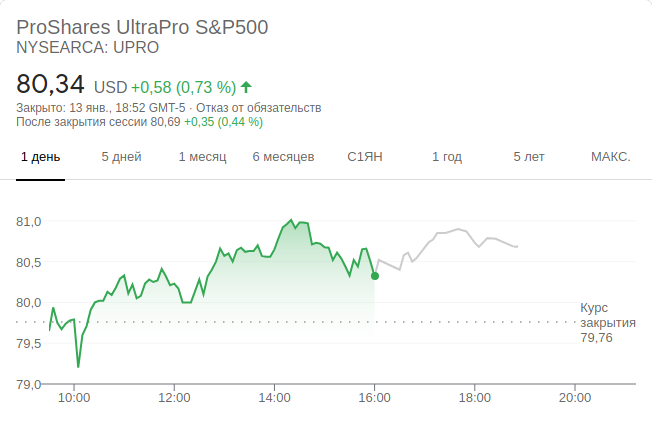 ProShares UltraPro S&P500
NYSEARCA: UPRO
80,34 USD +0,58 (0,73 %)
Закрыто: 13 янв., 18:52 GMT-5 · Отказ от обязательств
После закрытия сессии 80,69 +0,35 (0,44 %)
1 день 5 дней 1 месяц 6 месяцев С1ЯН 1 год 5 лет МАКС.
81,0
80,5
80,0
Курс
закрытия
79,76
79,5
79,0
10:00 12:00 14:00 16:00 18:00 20:00